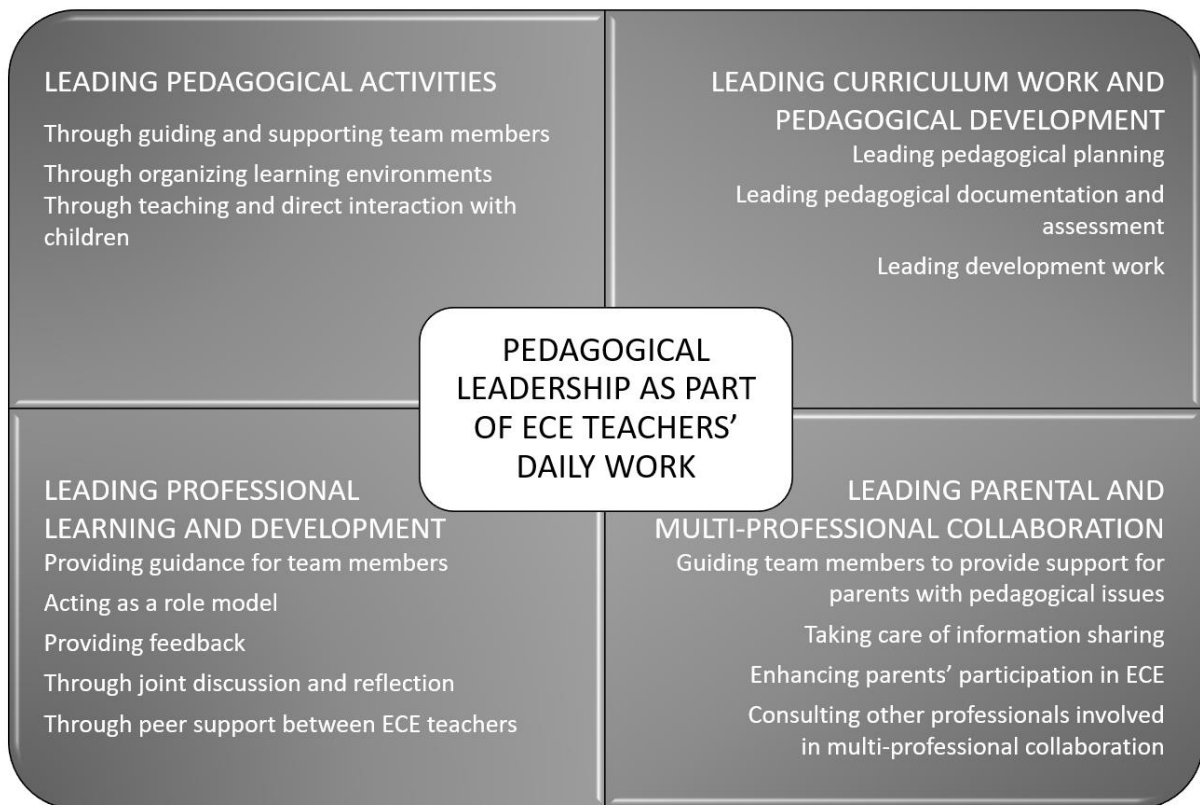 LEADING PEDAGOGICAL ACTIVITIES
Through guiding and supporting team members
Through organizing learning environments
Through teaching and direct interaction with
children
LEADING CURRICULUM WORK AND
PEDAGOGICAL DEVELOPMENT
Leading pedagogical planning
Leading pedagogical documentation and
assessment
Leading development work
PEDAGOGICAL
LEADERSHIP AS PART
OF ECE TEACHERS’
DAILY WORK
LEADING PROFESSIONAL
LEARNING AND DEVELOPMENT
Providing guidance for team members
Acting as a role model
Providing feedback
Through joint discussion and reflection
Through peer support between ECE teachers
LEADING PARENTAL AND
MULTI-PROFESSIONAL COLLABORATION
Guiding team members to provide support for
parents with pedagogical issues
Taking care of information sharing
Enhancing parents’ participation in ECE
Consulting other professionals involved
in multi-professional collaboration